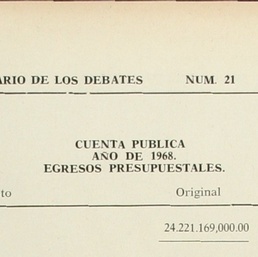 ARIO DE LOS DEBATES NUM. 21
CUENTA PUBLICA
AÑO DE 1968.
EGRESOS PRESUPUESTALES.
to Original
24.221.169,000.00